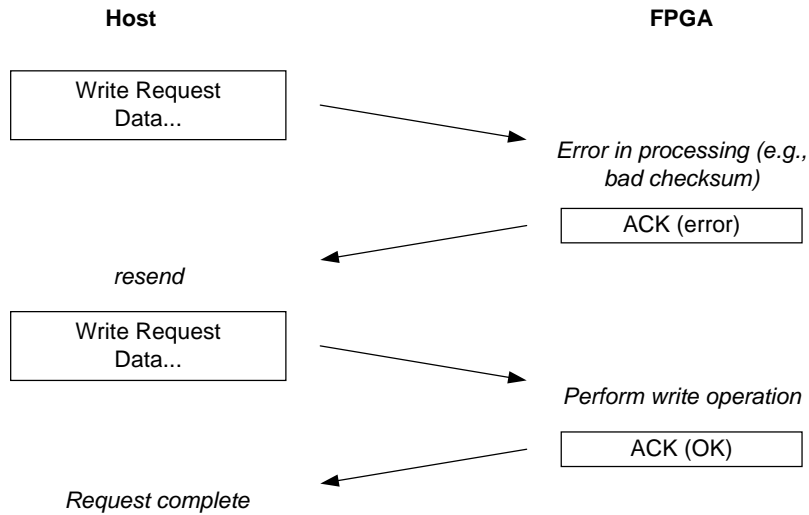 Host
FPGA
Write Request
Data...
Error in processing (e.g.,
bad checksum)
ACK (error)
resend
Write Request
Data...
Perform write operation
ACK (OK)
Request complete